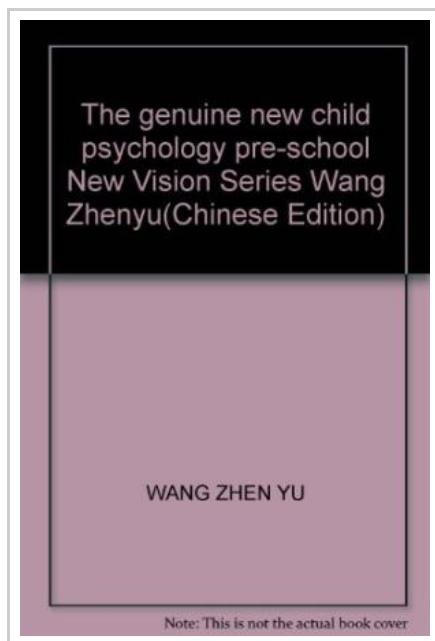 The genuine new child
psychology pre-school
New Vision Series Wang
Zhenyu(Chinese Edition)
WANG ZHEN YU
Note: This is not the actual book cover